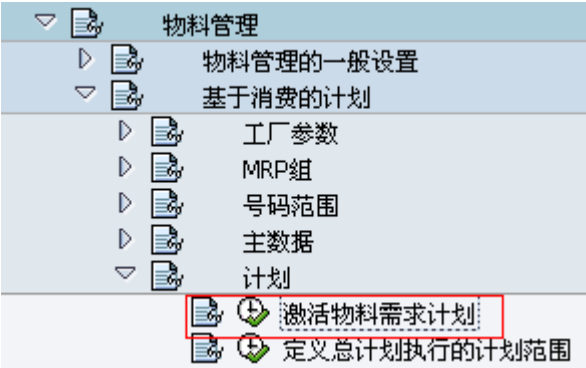 物料管理
物料管理的一般设置
基于消费的计划
工厂参数
MRP组
号码范围
主数据
计划
激活物料需求计划
定义总计划执行的计划范围